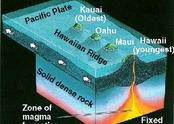 Pacific Plate
Kauai
(Oldest)
Oahu
Maui
Hawaii
(youngest)
Hawaiian Ridge
Solid dense rock
Zone of
magma
Fixed